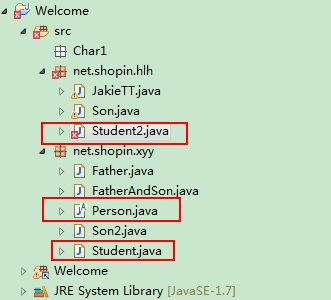 Welcome
src
Char1
net.shopin.hlh
JakieTT.java
Son.java
Student2.java
net.shopin.xyy
Father.java
FatherAndSon.java
Person.java
Son2.java
Student.java
Welcome
JRE System Library [JavaSE-1.7]